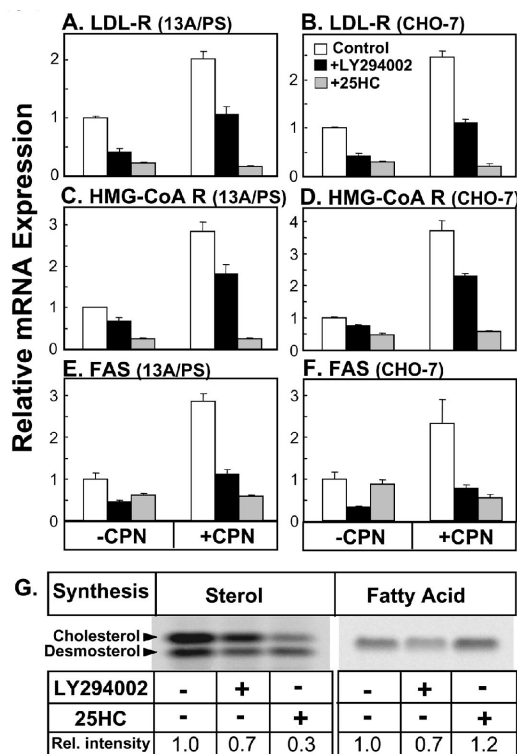 A. LDL-R (13A/PS)
B. LDL-R (CHO-7)
Control
+LY294002
+25HC
2
1
0
2
1
0
C. HMG-CoA R (13A/PS)
D. HMG-CoA R (CHO-7)
3
2
1
0
4
3
2
1
0
E. FAS (13A/PS)
F. FAS (CHO-7)
3
2
1
0
3
2
1
0
Relative mRNA Expression
-CPN +CPN -CPN +CPN
G. Synthesis Sterol Fatty Acid
Cholesterol
Desmosterol
LY294002 - + - - + -
25HC - - + - - +
Rel. intensity 1.0 0.7 0.3 1.0 0.7 1.2